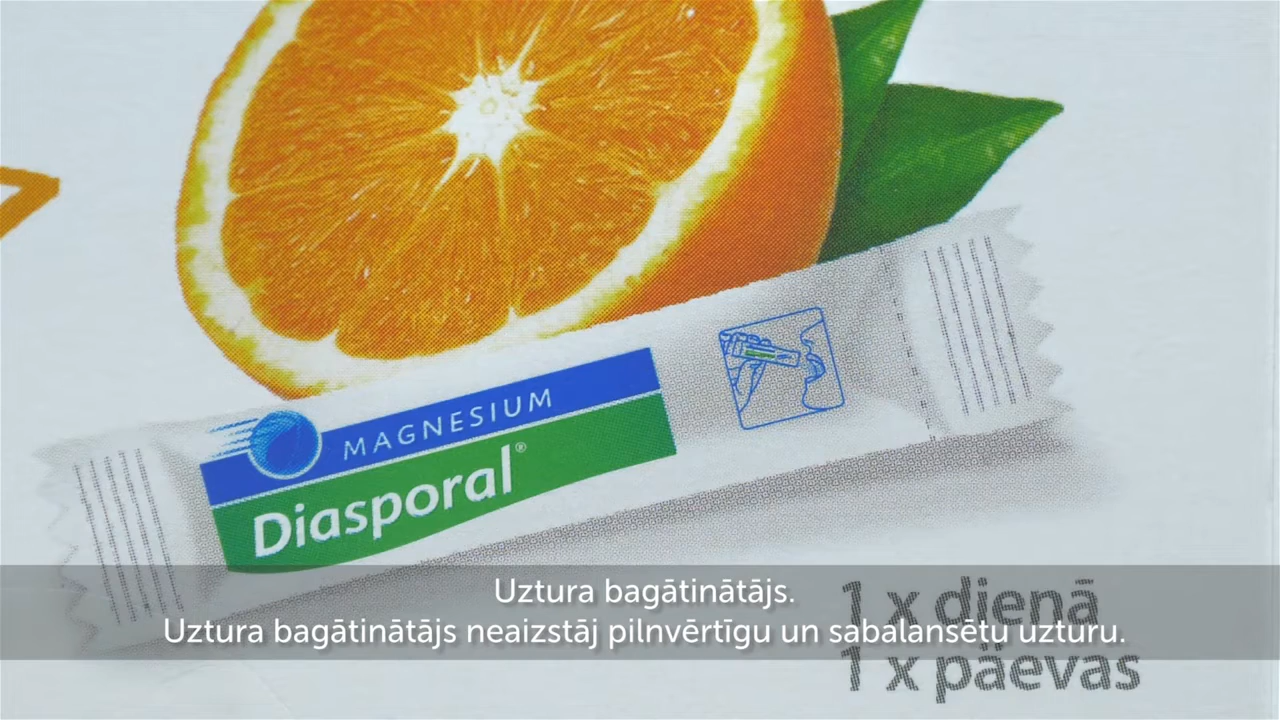 MAGNESIUM
Diasporal®
Uztura bagātinātājs.
Uztura bagātinātājs neaizstāj pilnvērtīgu un sabalansētu uzturu.
1 x dienā
1 x päevas